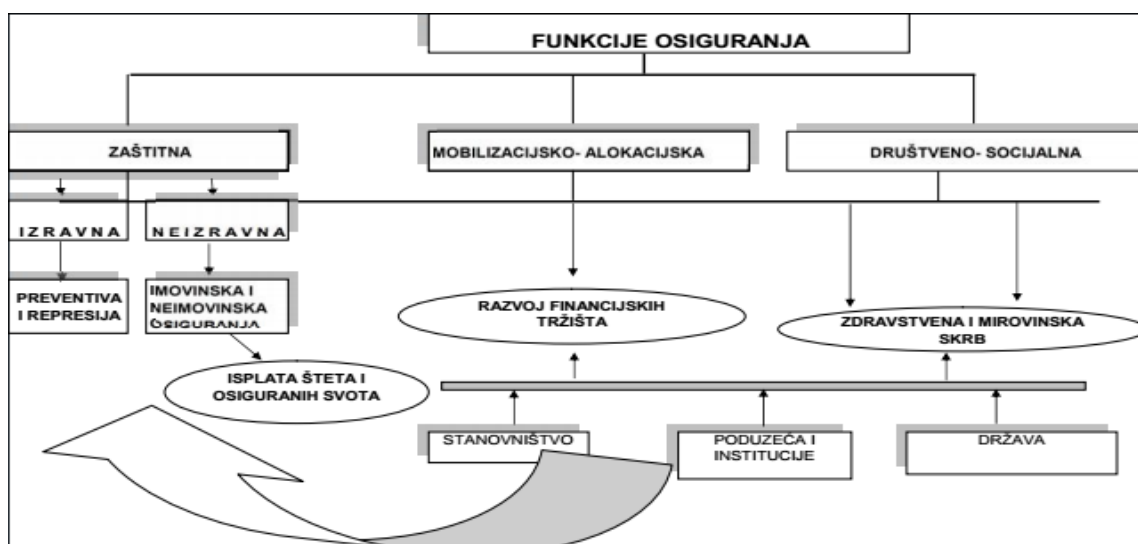 FUNKCIJE OSIGURANJA
ZAŠTITNA
MOBILIZACIJSKO- ALOKACIJSKA
DRUŠTVENO- SOCIJALNA
IZRAVNA
NEIZRAVNA
PREVENTIVA
I REPRESIJA
IMOVINSKA I
NEIMOVINSKA
OSIGURANJA
RAZVOJ FINANCIJSKIH
TRŽIŠTA
ZDRAVSTVENA I MIROVINSKA
SKRB
ISPLATA ŠTETA I
OSIGURANIH SVOTA
STANOVNIŠTVO
PODUZEĆA I
INSTITUCIJE
DRŽAVA